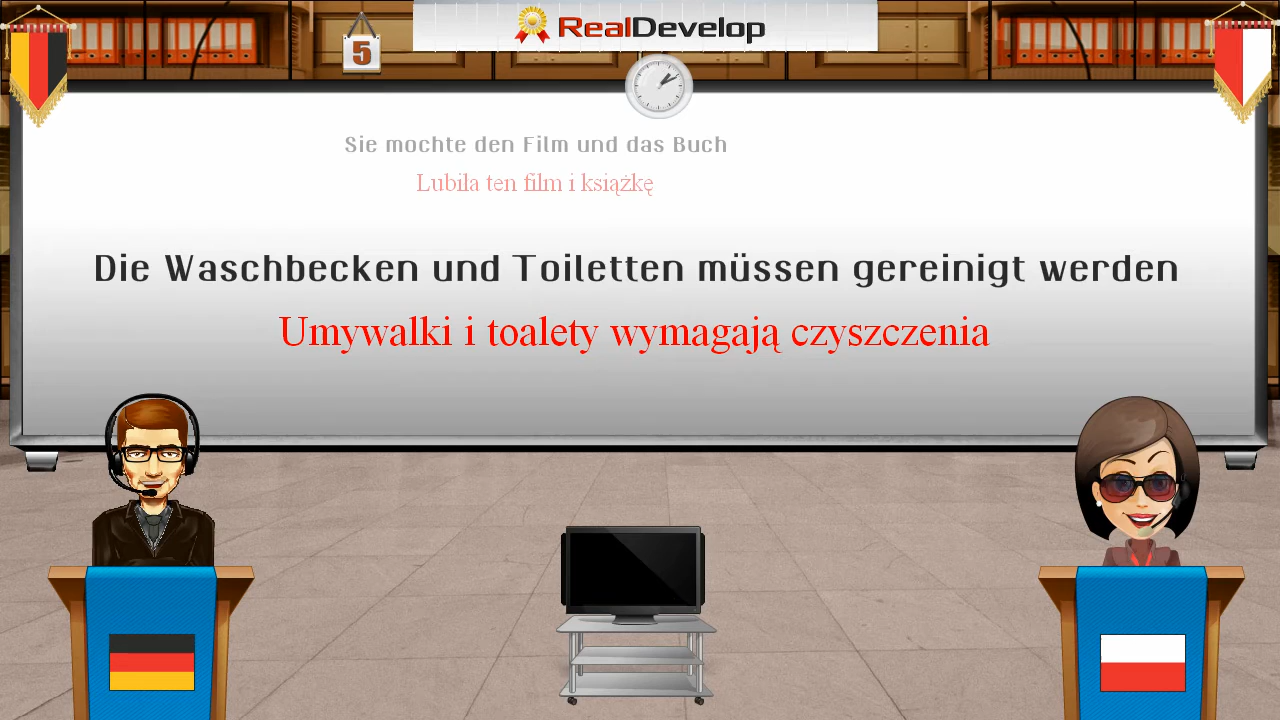 RealDevelop
5
Sie mochte den Film und das Buch
Lubila ten film i książkę
Die Waschbecken und Toiletten müssen gereinigt werden
Umywalki i toalety wymagają czyszczenia